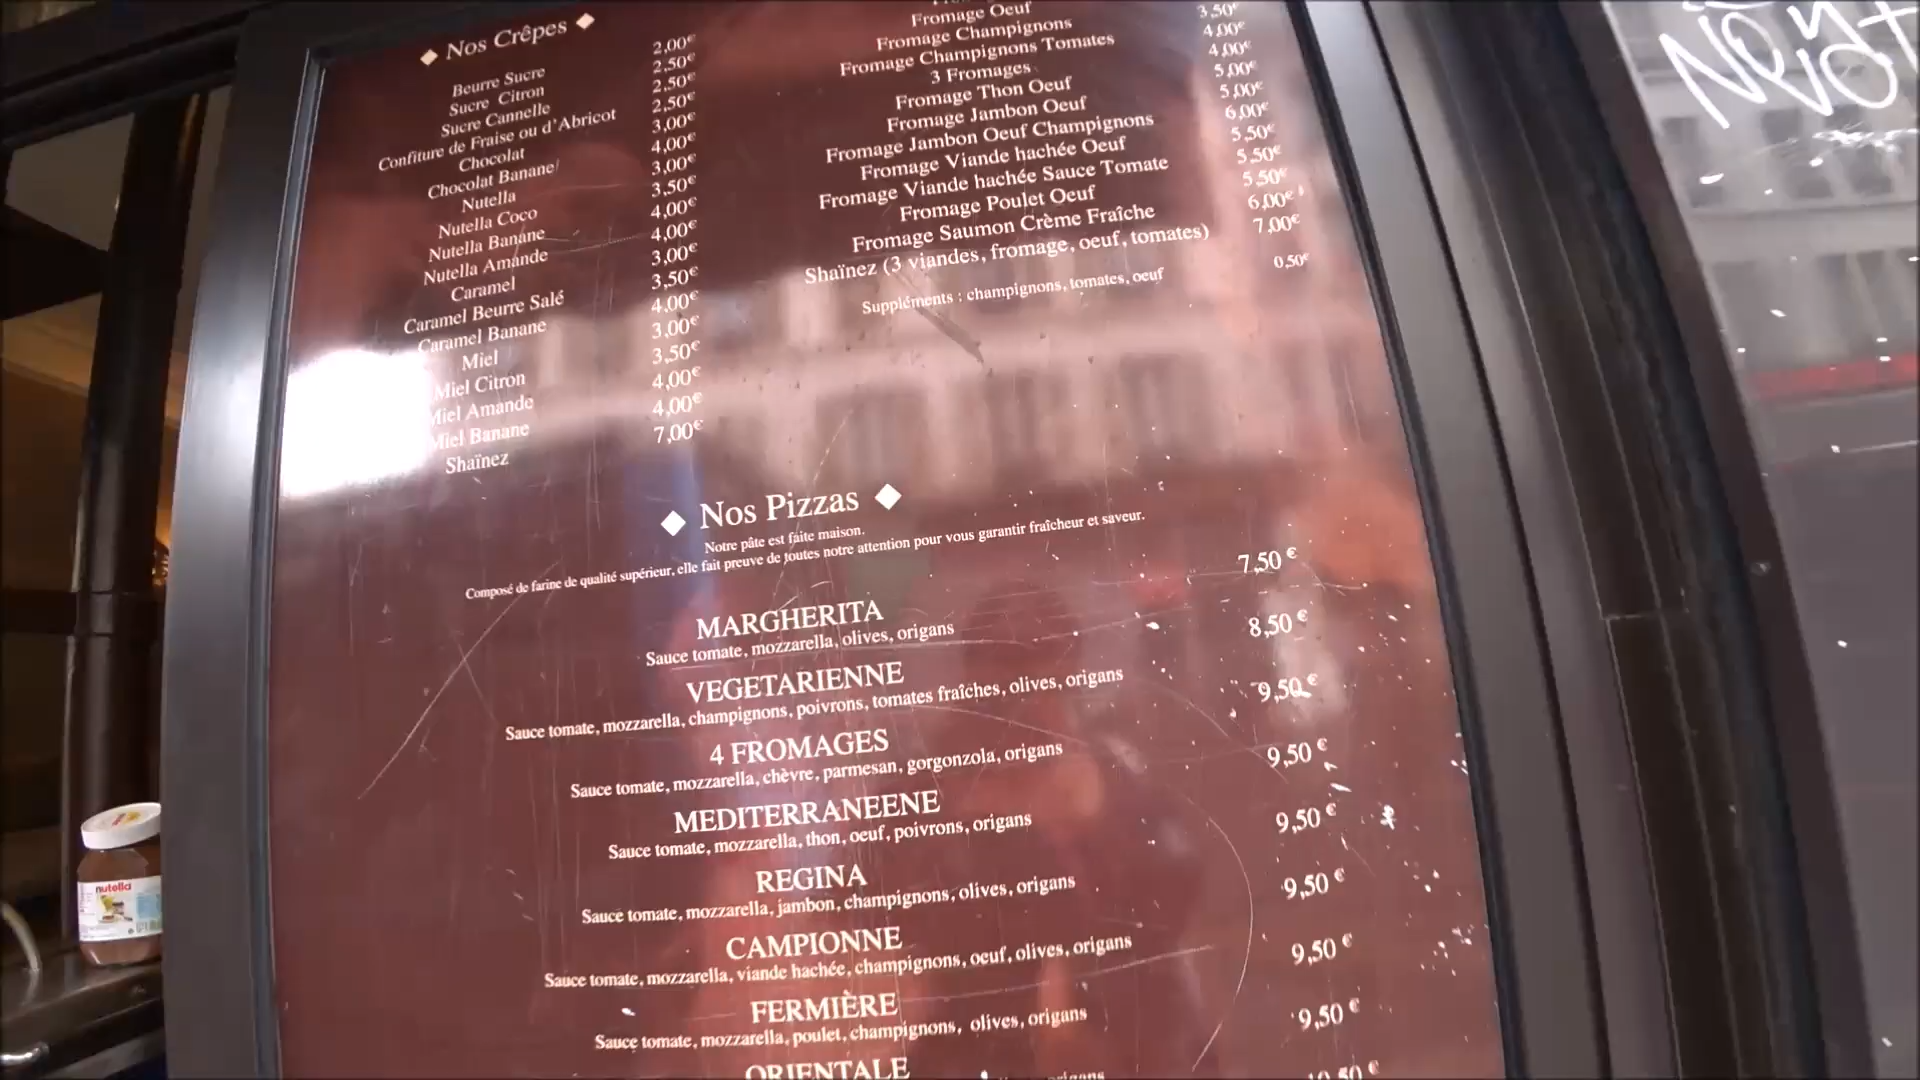 ◆ Nos Crêpes ◆
Beurre Sucre 2,00€
Sucre Citron 2,50€
Sucre Cannelle 2,50€
Confiture de Fraise ou d'Abricot 2,50€
Chocolat 3,00€
Chocolat Banane/ 4,00€
Nutella 3,00€
Nutella Coco 3,50€
Nutella Banane 4,00€
Nutella Amande 4,00€
Caramel 3,00€
Caramel Beurre Salé 3,50€
Caramel Banane 4,00€
Miel 3,00€
Miel Citron 3,50€
Miel Amande 4,00€
Miel Banane 4,00€
Shaïnez 7,00€
Fromage Oeuf 3,50€
Fromage Champignons 4,00€
Fromage Champignons Tomates 4,00€
3 Fromages 5,00€
Fromage Thon Oeuf 5,00€
Fromage Jambon Oeuf 6,00€
Fromage Jambon Oeuf Champignons 5,50€
Fromage Viande hachée Oeuf 5,50€
Fromage Viande hachée Sauce Tomate 5,50€
Fromage Poulet Oeuf 6,00€
Fromage Saumon Crème Fraîche 7,00€
Shaïnez (3 viandes, fromage, oeuf, tomates)
Suppléments : champignons, tomates, oeuf 0,50€
◆ Nos Pizzas ◆
Notre pâte est faite maison.
Composé de farine de qualité supérieur, elle fait preuve de toutes notre attention pour vous garantir fraîcheur et saveur.
MARGHERITA 7,50 €
Sauce tomate, mozzarella, olives, origans
VEGETARIENNE 8,50 €
Sauce tomate, mozzarella, champignons, poivrons, tomates fraîches, olives, origans
4 FROMAGES 9,50 €
Sauce tomate, mozzarella, chèvre, parmesan, gorgonzola, origans
MEDITERRANEENE 9,50 €
Sauce tomate, mozzarella, thon, oeuf, poivrons, origans
REGINA 9,50 €
Sauce tomate, mozzarella, jambon, champignons, olives, origans
CAMPIONNE 9,50 €
Sauce tomate, mozzarella, viande hachée, champignons, oeuf, olives, origans
FERMIÈRE 9,50 €
Sauce tomate, mozzarella, poulet, champignons, olives, origans
ORIENTALE 9,50 €
origans 10,50 €
nutella